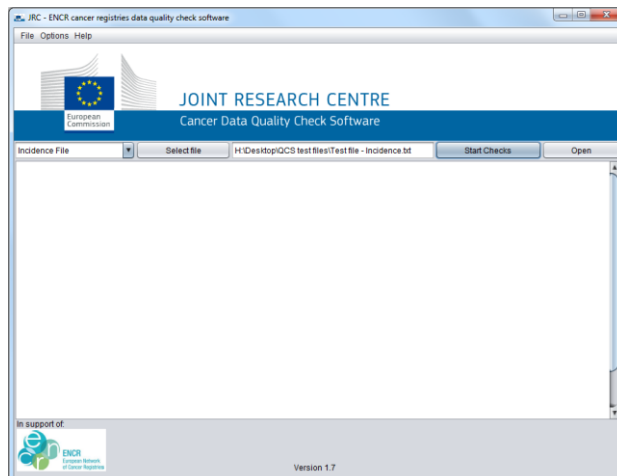 JRC - ENCR cancer registries data quality check software
File Options Help
European
Commission
JOINT RESEARCH CENTRE
Cancer Data Quality Check Software
Incidence File
Select file
H:\Desktop\QCS test files\Test file - Incidence.txt
Start Checks
Open
In support of:
ENCR
European Network
of Cancer Registries
Version 1.7